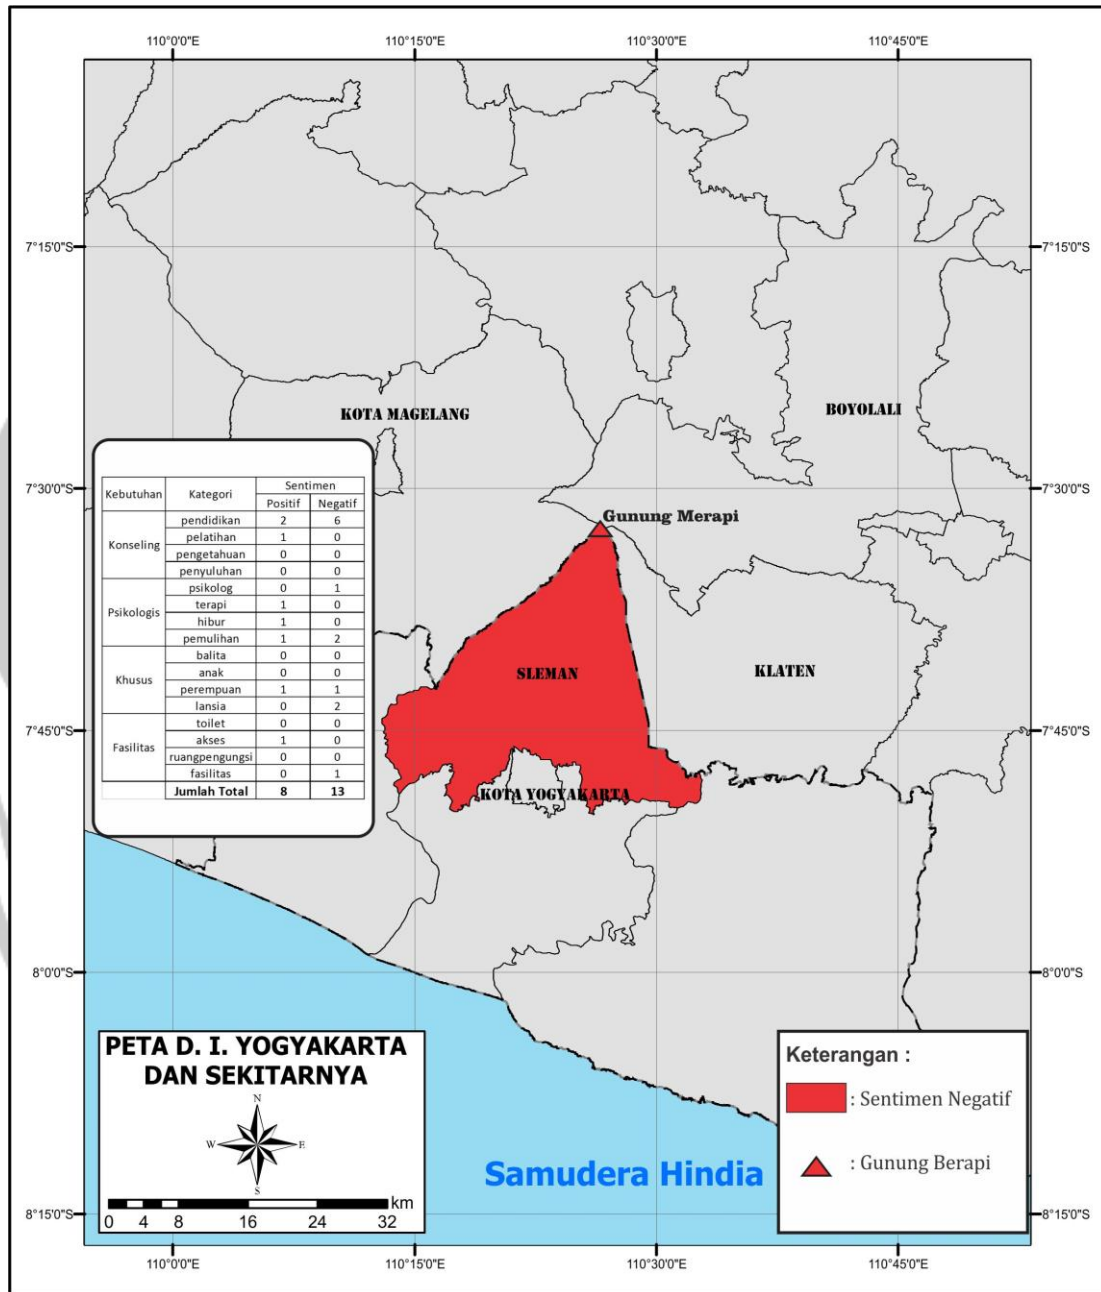 110°0'0"E 110°15'0"E 110°30'0"E 110°45'0"E
7°15'0"S 7°15'0"S
KOTA MAGELANG
BOYOLALI
7°30'0"S 7°30'0"S
Gunung Merapi
Kebutuhan Kategori Sentimen
Positif Negatif
Konseling
pendidikan 2 6
pelatihan 1 0
pengetahuan 0 0
penyuluhan 0 0
Psikologis
psikolog 0 1
terapi 1 0
hibur 1 0
pemulihan 1 2
Khusus
balita 0 0
anak 0 0
perempuan 1 1
lansia 0 2
Fasilitas
toilet 0 0
akses 1 0
ruangpengungsi 0 0
fasilitas 0 1
Jumlah Total 8 13
SLEMAN
KLATEN
7°45'0"S 7°45'0"S
KOTA YOGYAKARTA
8°0'0"S 8°0'0"S
PETA D. I. YOGYAKARTA
DAN SEKITARNYA
N
W E
S
km
0 4 8 16 24 32
Samudera Hindia
Keterangan :
: Sentimen Negatif
: Gunung Berapi
8°15'0"S 8°15'0"S
110°0'0"E 110°15'0"E 110°30'0"E 110°45'0"E